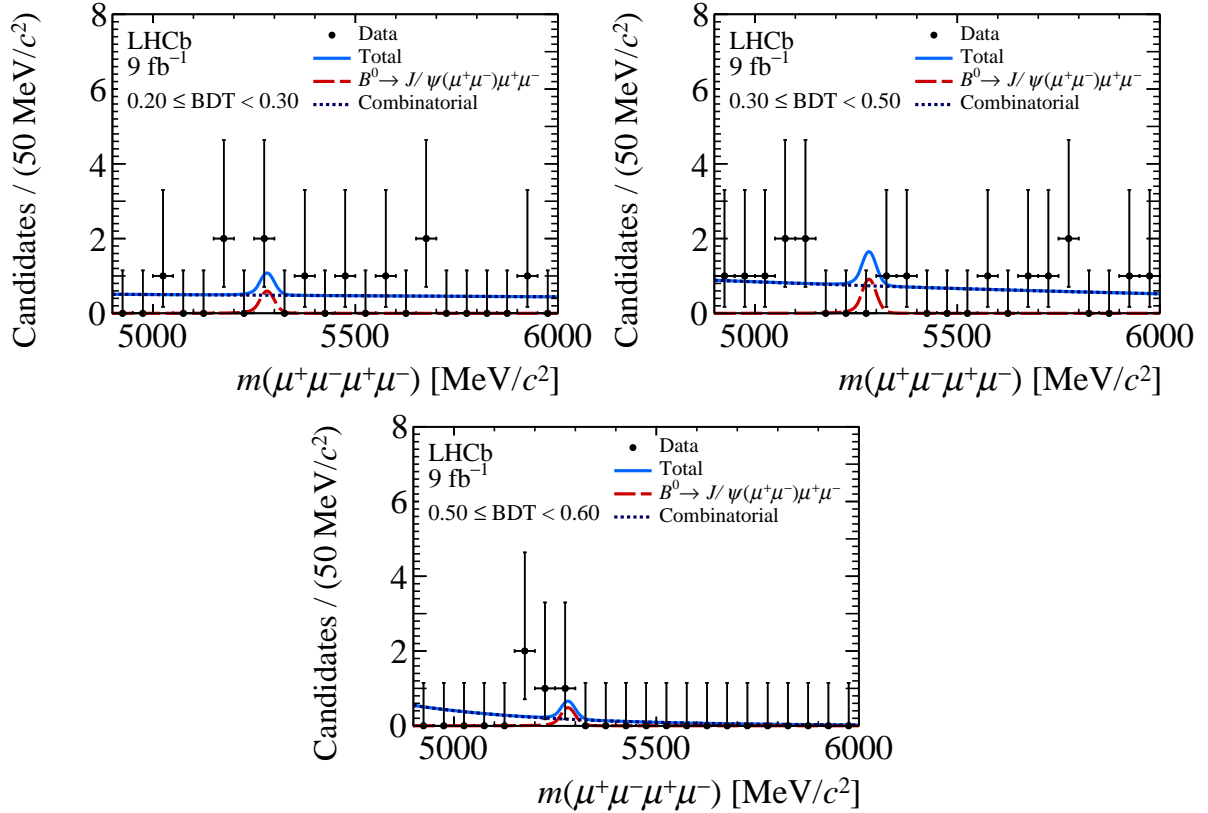 Candidates / (50 MeV/c²)
8
6
4
2
0
LHCb
9 fb⁻¹
0.20 ≤ BDT < 0.30
Data
Total
B⁰→ J/ψ(μ⁺μ⁻)μ⁺μ⁻
Combinatorial
5000 5500 6000
m(μ⁺μ⁻μ⁺μ⁻) [MeV/c²]
Candidates / (50 MeV/c²)
8
6
4
2
0
LHCb
9 fb⁻¹
0.30 ≤ BDT < 0.50
Data
Total
B⁰→ J/ψ(μ⁺μ⁻)μ⁺μ⁻
Combinatorial
5000 5500 6000
m(μ⁺μ⁻μ⁺μ⁻) [MeV/c²]
Candidates / (50 MeV/c²)
8
6
4
2
0
LHCb
9 fb⁻¹
0.50 ≤ BDT < 0.60
Data
Total
B⁰→ J/ψ(μ⁺μ⁻)μ⁺μ⁻
Combinatorial
5000 5500 6000
m(μ⁺μ⁻μ⁺μ⁻) [MeV/c²]